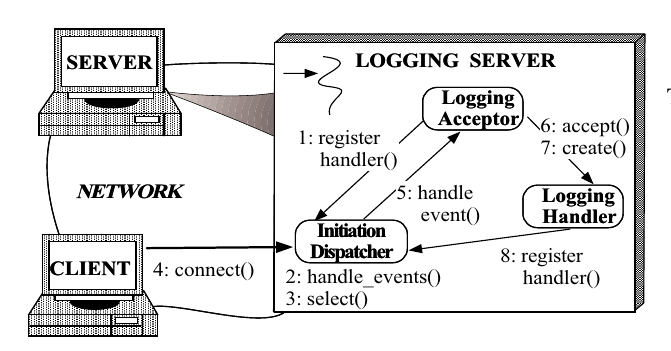 SERVER
LOGGING SERVER
Logging
Acceptor
1: register
handler()
6: accept()
7: create()
5: handle
event()
NETWORK
Logging
Handler
Initiation
Dispatcher
CLIENT
4: connect()
2: handle_events()
3: select()
8: register
handler()